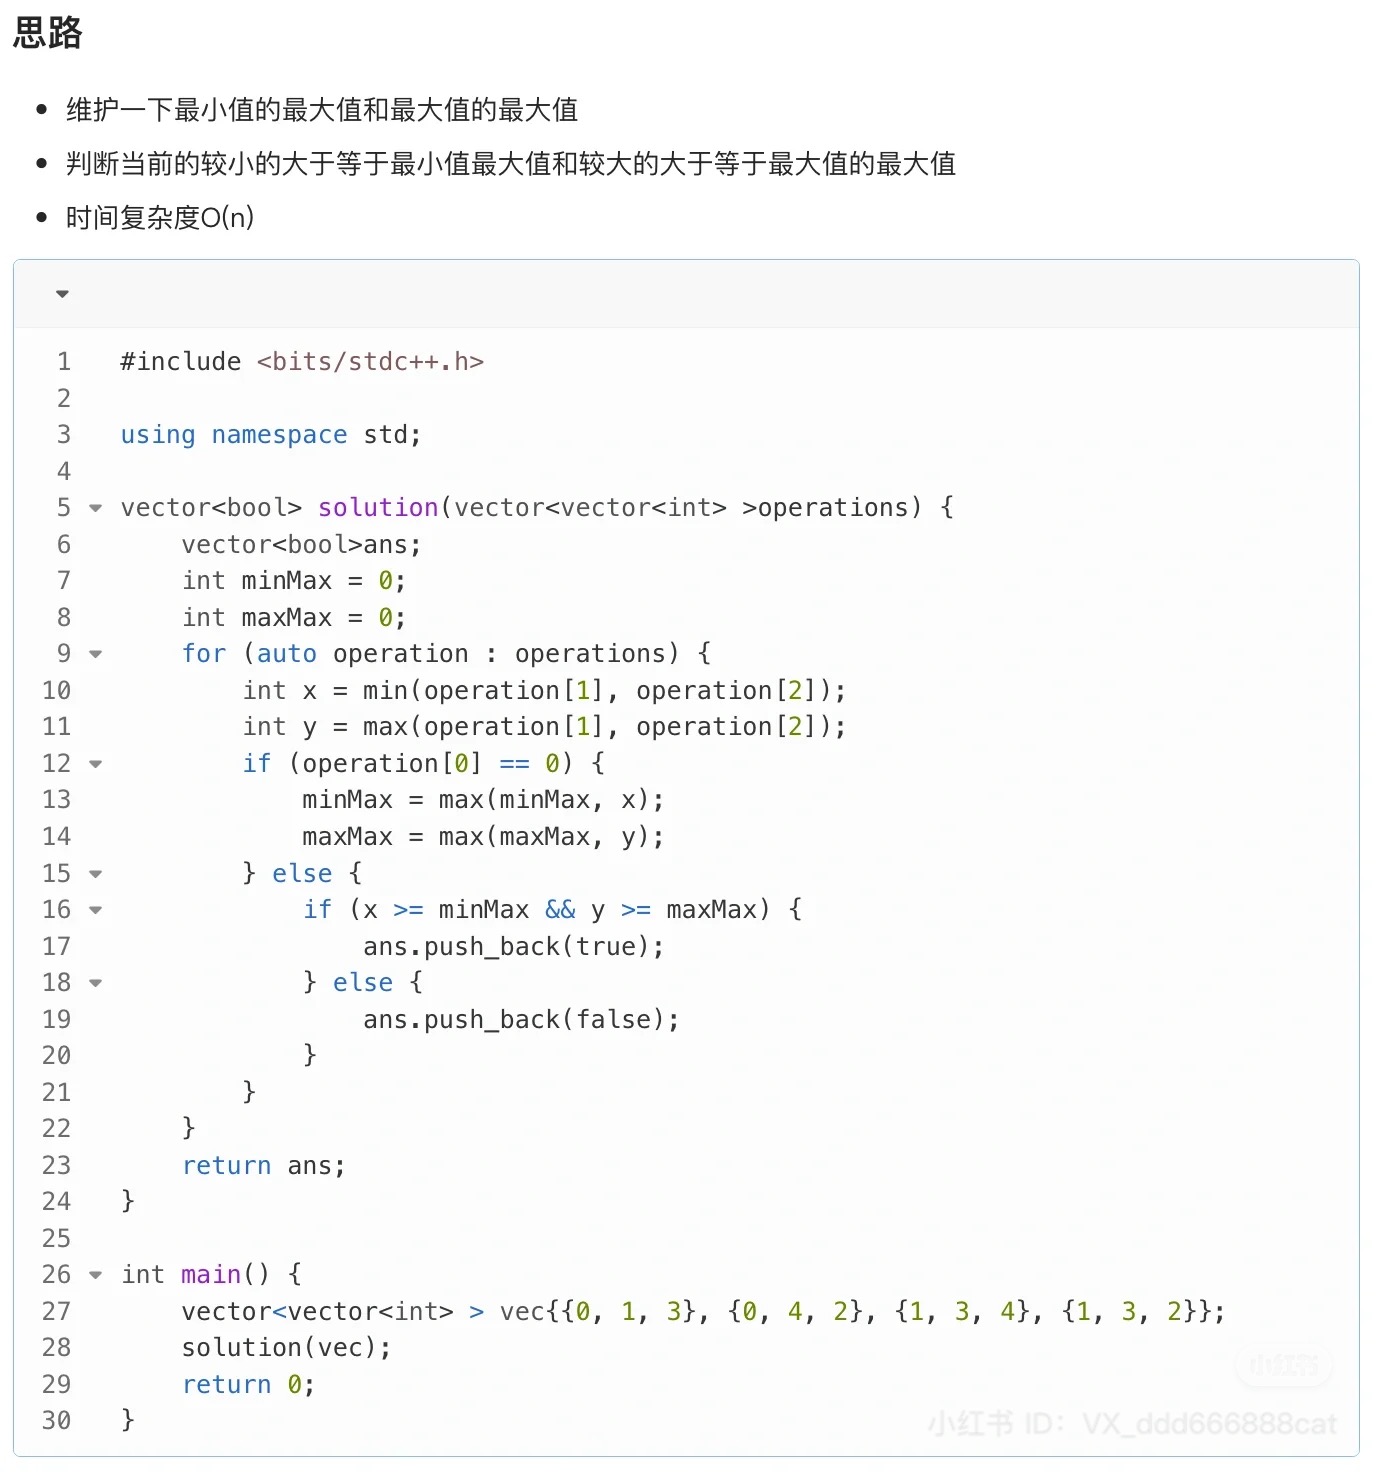 思路
维护一下最小值的最大值和最大值的最大值
判断当前的较小的大于等于最小值最大值和较大的大于等于最大值的最大值
时间复杂度O(n)
1 #include <bits/stdc++.h>
2
3 using namespace std;
4
5 vector<bool> solution(vector<vector<int> >operations) {
6     vector<bool>ans;
7     int minMax = 0;
8     int maxMax = 0;
9     for (auto operation : operations) {
10         int x = min(operation[1], operation[2]);
11         int y = max(operation[1], operation[2]);
12         if (operation[0] == 0) {
13             minMax = max(minMax, x);
14             maxMax = max(maxMax, y);
15         } else {
16             if (x >= minMax && y >= maxMax) {
17                 ans.push_back(true);
18             } else {
19                 ans.push_back(false);
20             }
21         }
22     }
23     return ans;
24 }
25
26 int main() {
27     vector<vector<int> > vec{{0, 1, 3}, {0, 4, 2}, {1, 3, 4}, {1, 3, 2}};
28     solution(vec);
29     return 0;
30 }
小红书
小红书 ID：VX_ddd666888cat